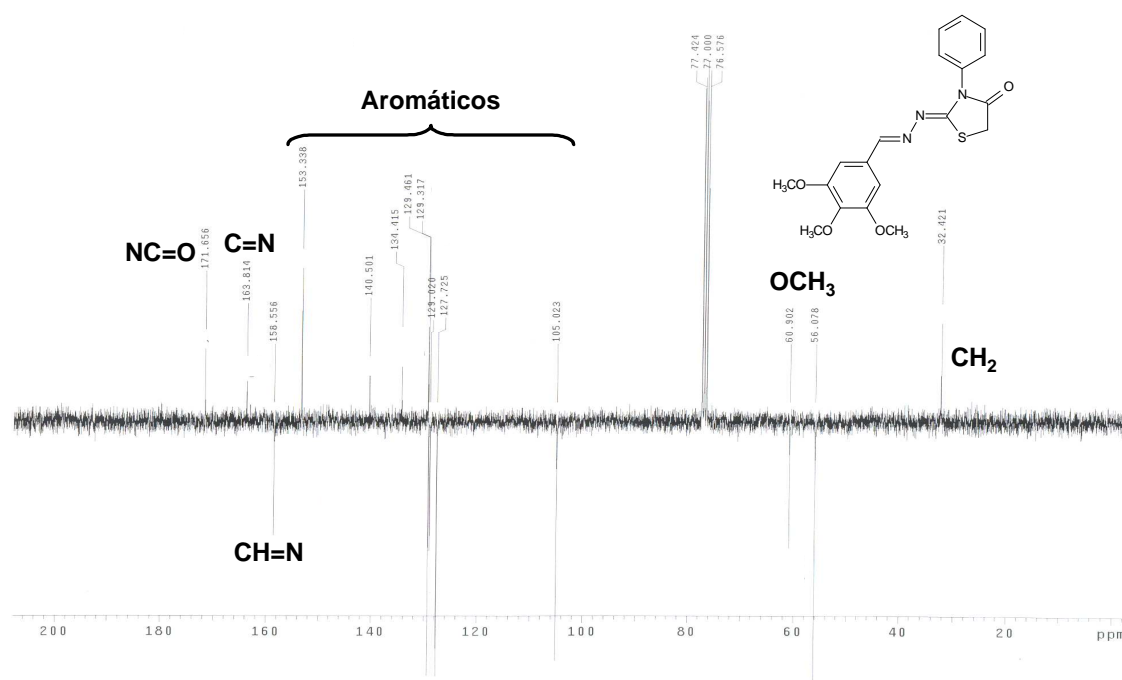 77.424
77.000
76.576
N
O
N
N
S
H₃CO
H₃CO
OCH₃
Aromáticos
153.338
129.461
129.317
134.415
129.020
127.725
140.501
105.023
NC=O
171.656
C=N
163.814
158.556
OCH₃
60.902
56.078
32.421
CH₂
CH=N
200 180 160 140 120 100 80 60 40 20 ppm